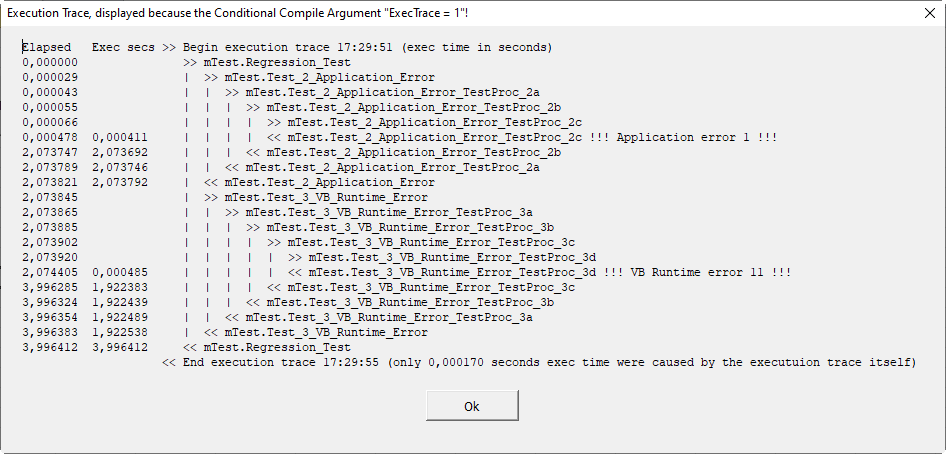 Execution Trace, displayed because the Conditional Compile Argument "ExecTrace = 1"!
Elapsed   Exec secs >> Begin execution trace 17:29:51 (exec time in seconds)
0,000000               >> mTest.Regression_Test
0,000029               |  >> mTest.Test_2_Application_Error
0,000043               |  |  >> mTest.Test_2_Application_Error_TestProc_2a
0,000055               |  |  |  >> mTest.Test_2_Application_Error_TestProc_2b
0,000066               |  |  |  |  >> mTest.Test_2_Application_Error_TestProc_2c
0,000478  0,000411     |  |  |  |  << mTest.Test_2_Application_Error_TestProc_2c !!! Application error 1 !!!
2,073747  2,073692     |  |  |  << mTest.Test_2_Application_Error_TestProc_2b
2,073789  2,073746     |  |  << mTest.Test_2_Application_Error_TestProc_2a
2,073821  2,073792     |  << mTest.Test_2_Application_Error
2,073845               |  >> mTest.Test_3_VB_Runtime_Error
2,073865               |  |  >> mTest.Test_3_VB_Runtime_Error_TestProc_3a
2,073885               |  |  |  >> mTest.Test_3_VB_Runtime_Error_TestProc_3b
2,073902               |  |  |  |  >> mTest.Test_3_VB_Runtime_Error_TestProc_3c
2,073920               |  |  |  |  |  >> mTest.Test_3_VB_Runtime_Error_TestProc_3d
2,074405  0,000485     |  |  |  |  |  << mTest.Test_3_VB_Runtime_Error_TestProc_3d !!! VB Runtime error 11 !!!
3,996285  1,922383     |  |  |  |  << mTest.Test_3_VB_Runtime_Error_TestProc_3c
3,996324  1,922439     |  |  |  << mTest.Test_3_VB_Runtime_Error_TestProc_3b
3,996354  1,922489     |  |  << mTest.Test_3_VB_Runtime_Error_TestProc_3a
3,996383  1,922538     |  << mTest.Test_3_VB_Runtime_Error
3,996412  3,996412     << mTest.Regression_Test
<< End execution trace 17:29:55 (only 0,000170 seconds exec time were caused by the executuion trace itself)
Ok